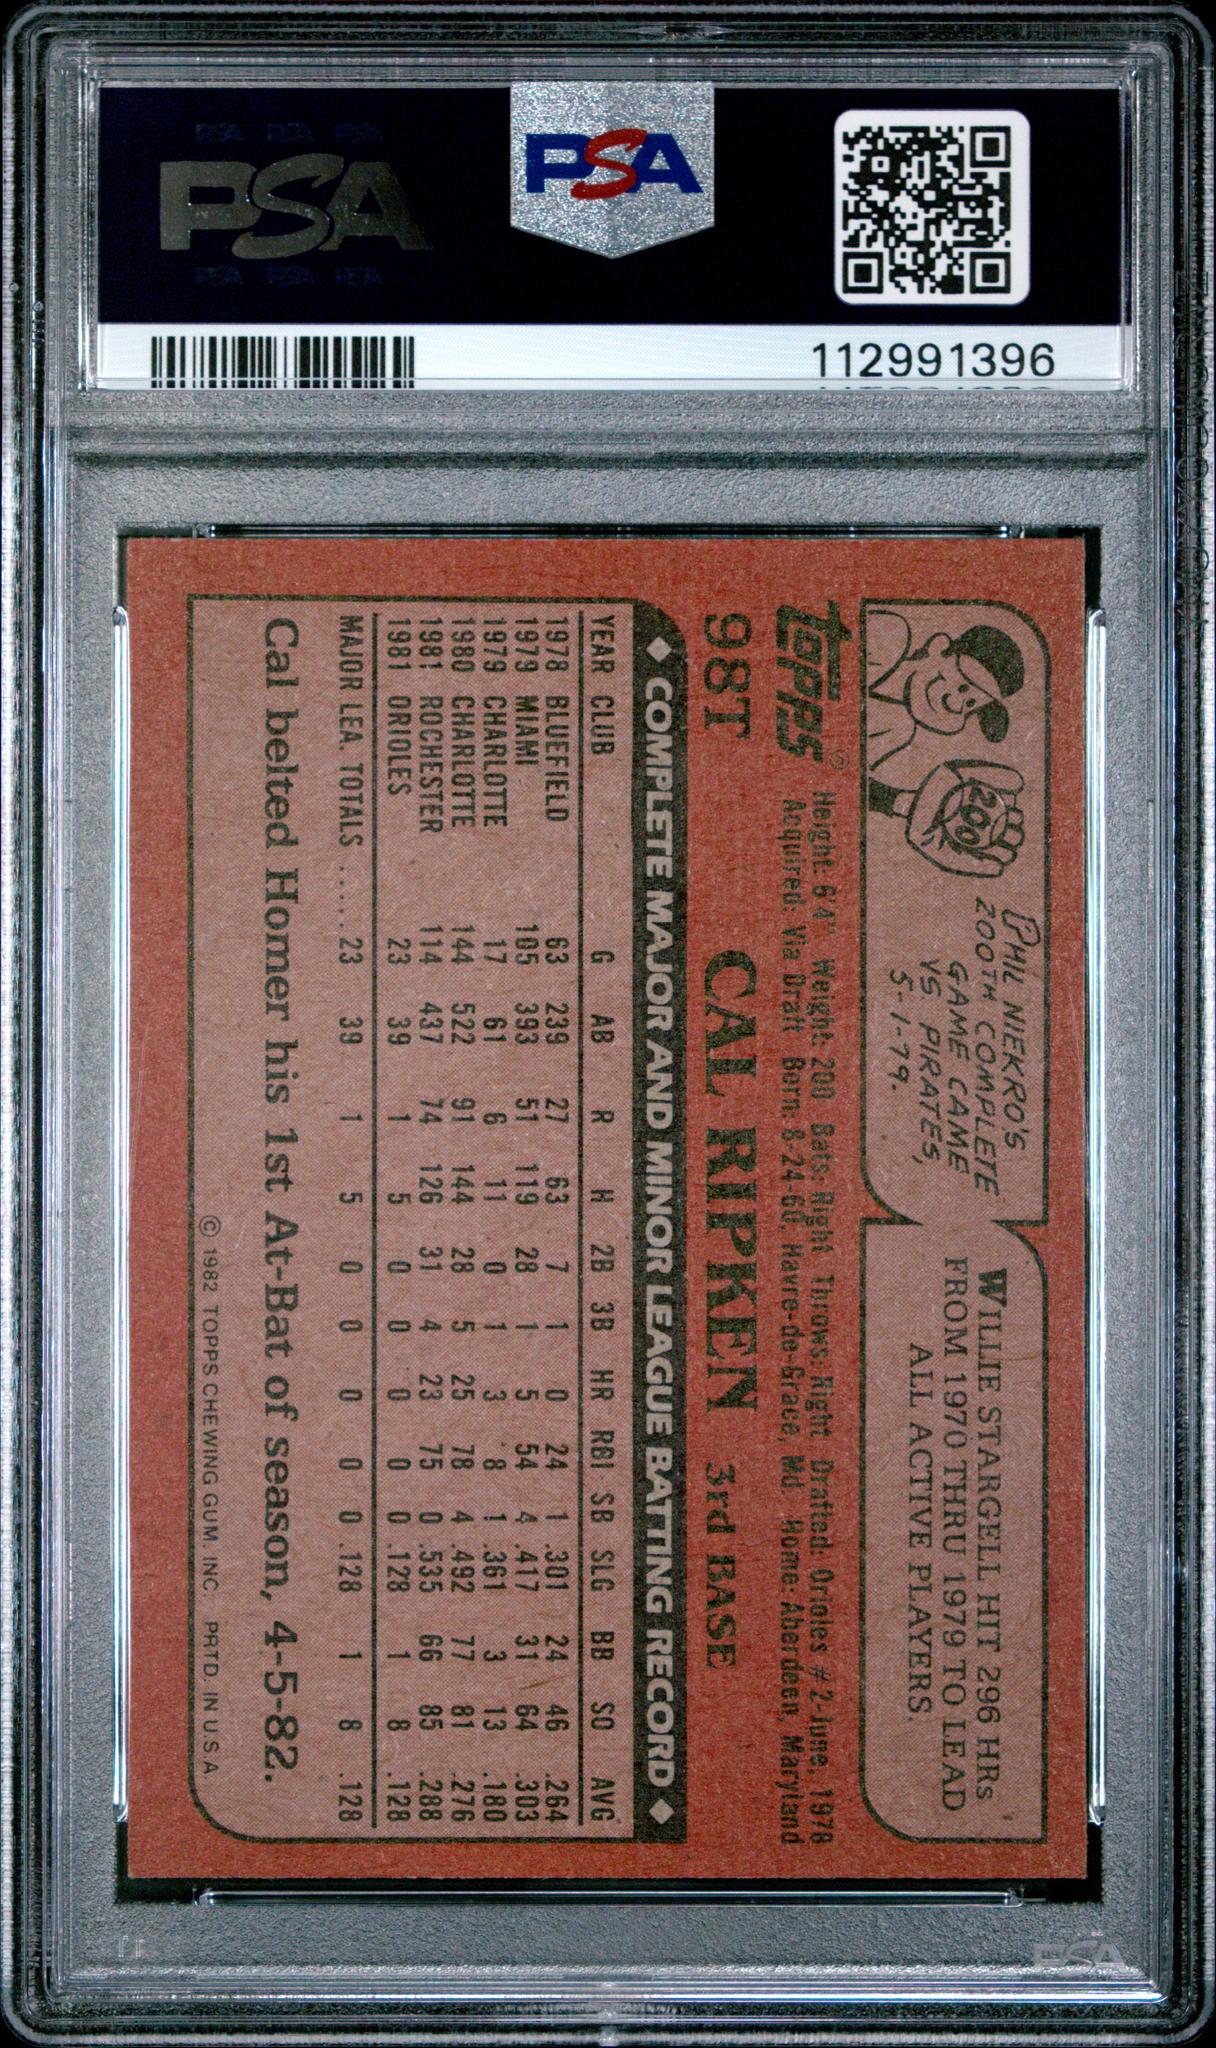 PSA
PSA
112991396
PHIL NIEKRO'S
200TH COMPLETE
GAME CAME
VS. PIRATES,
5-1-79.
200
WILLIE STARGELL HIT 296 HRs
FROM 1970 THRU 1979 TO LEAD
ALL ACTIVE PLAYERS.
TOPPS®
Height: 6'4" Weight: 200 Bats: Right Throws: Right Drafted: Orioles #2-June, 1978
Acquired: Via Draft Born: 8-24-60, Havre-de-Grace, Md. Home: Aberdeen, Maryland
98T CAL RIPKEN 3rd BASE
COMPLETE MAJOR AND MINOR LEAGUE BATTING RECORD
YEAR CLUB G AB R H 2B 3B HR RBI SB SLG BB SO AVG
1978 BLUEFIELD 63 239 27 63 7 1 0 24 1 .301 24 46 .264
1979 MIAMI 105 393 51 119 28 1 5 54 4 .417 31 64 .303
1979 CHARLOTTE 17 61 6 11 0 1 3 8 1 .361 3 13 .180
1980 CHARLOTTE 144 522 91 144 28 5 25 78 4 .492 77 81 .276
1981 ROCHESTER 114 437 74 126 31 4 23 75 0 .535 66 85 .288
1981 ORIOLES 23 39 1 5 0 0 0 0 0 .128 1 8 .128
MAJOR LEA. TOTALS ..... 23 39 1 5 0 0 0 0 0 .128 1 8 .128
Cal belted Homer his 1st At-Bat of season, 4-5-82.
© 1982 TOPPS CHEWING GUM, INC. PRTD. IN U.S.A.
PSA